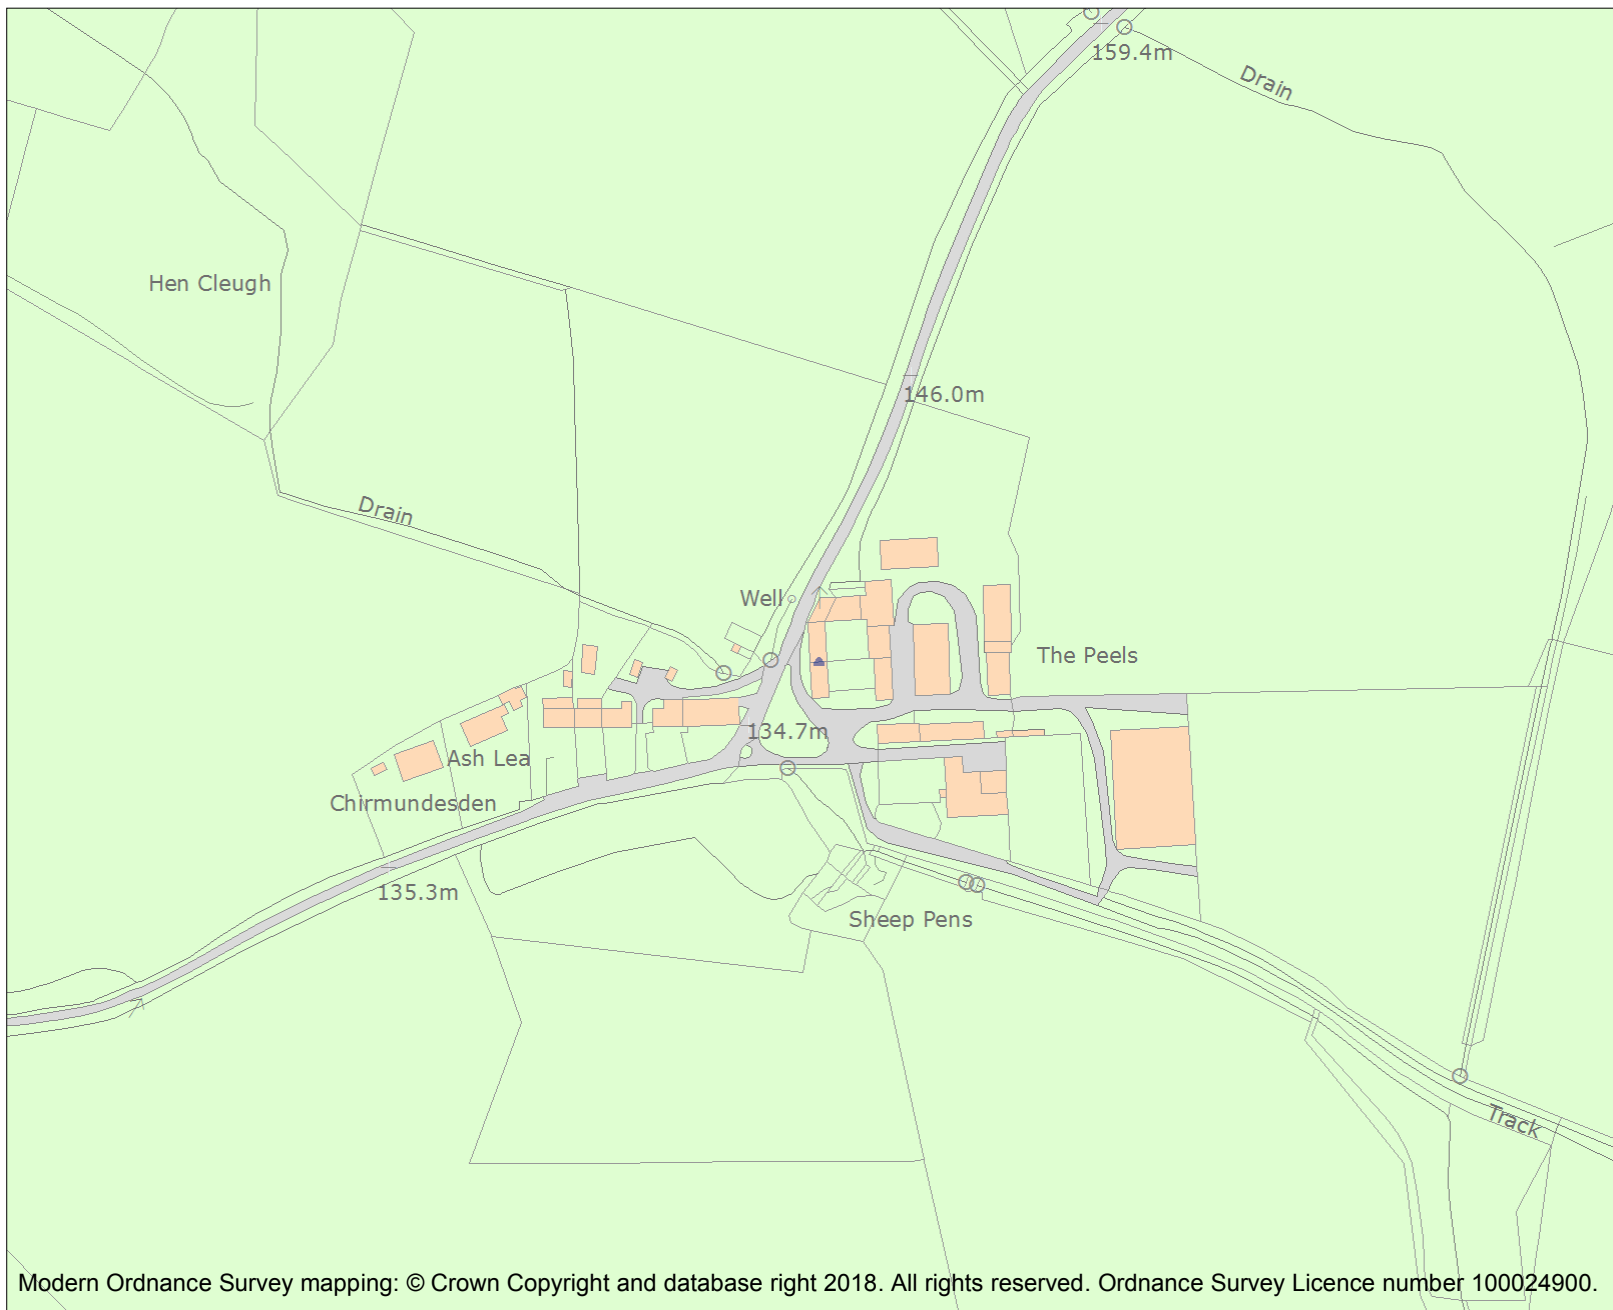 159.4m
Drain
Hen Cleugh
146.0m
Drain
Well
The Peels
134.7m
Ash Lea
Chirmundesden
135.3m
Sheep Pens
Track
Modern Ordnance Survey mapping: © Crown Copyright and database right 2018. All rights reserved. Ordnance Survey Licence number 100024900.